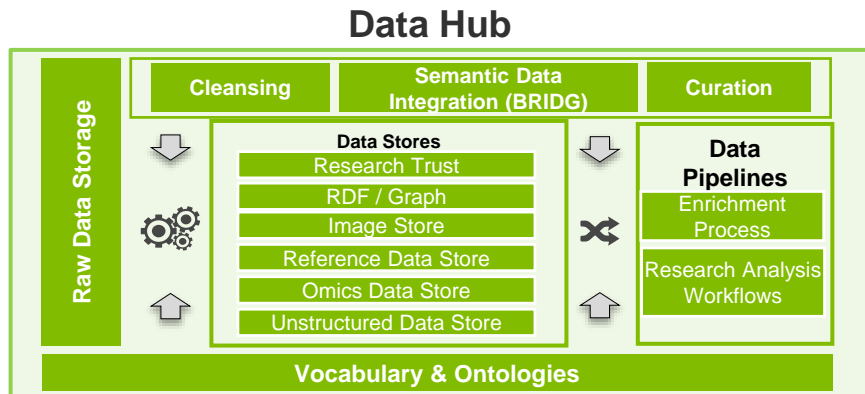 Data Hub
Raw Data Storage
Cleansing
Semantic Data
Integration (BRIDG)
Curation
Data Stores
Research Trust
RDF / Graph
Image Store
Reference Data Store
Omics Data Store
Unstructured Data Store
Data
Pipelines
Enrichment
Process
Research Analysis
Workflows
Vocabulary & Ontologies